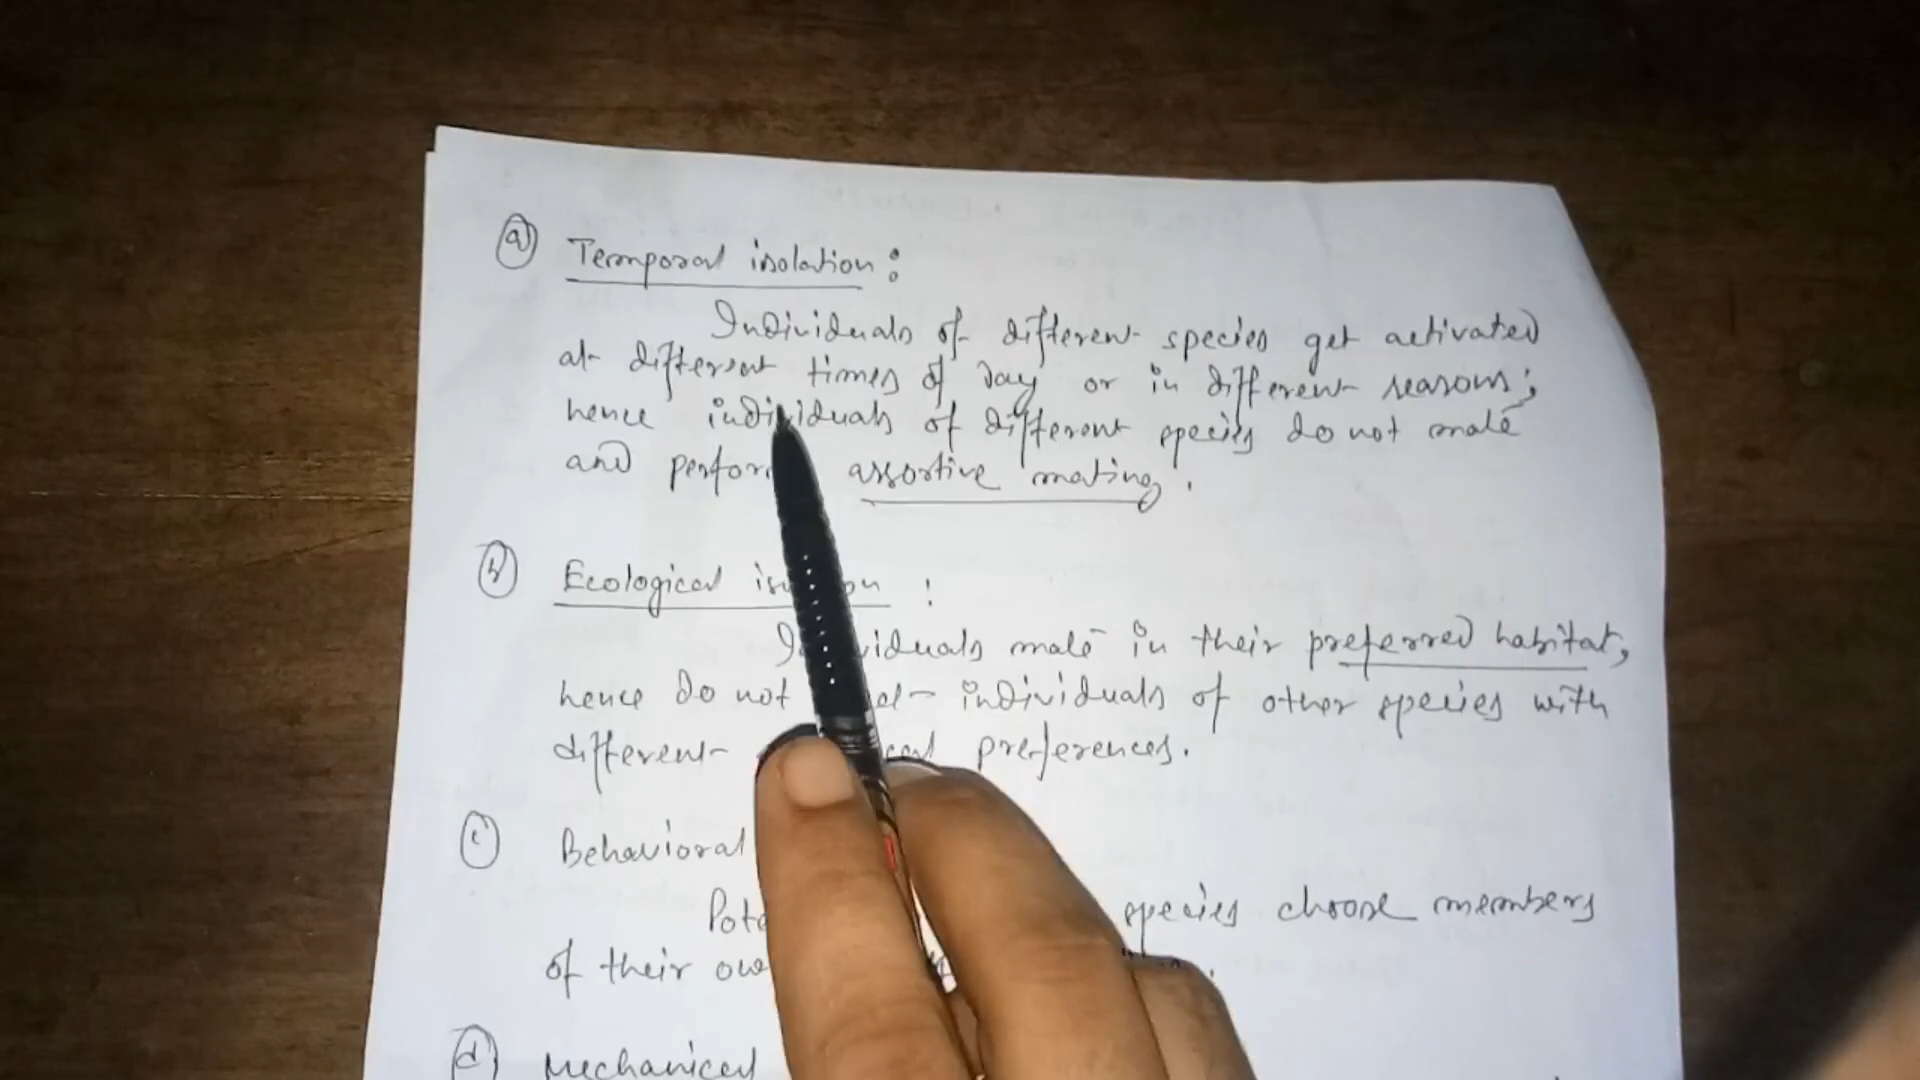 a) Temporal isolation:
Individuals of different species get activated
at different times of day or in different seasons;
hence individuals of different species do not mate
and perfor assortive mating.
b) Ecological
Individuals mate in their preferred habitat,
hence do not individuals of other species with
different preferences.
c) Behavioral
species choose members
of their
d) Mechanical